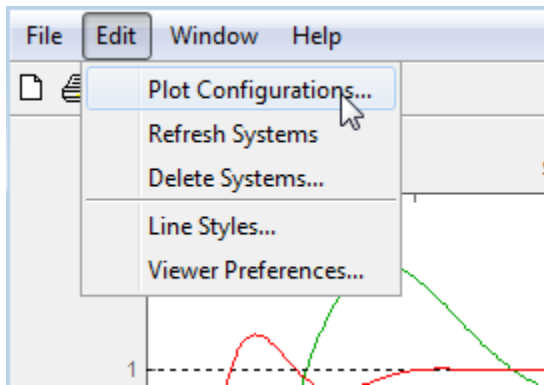 File Edit Window Help
Plot Configurations...
Refresh Systems
Delete Systems...
Line Styles...
Viewer Preferences...
1